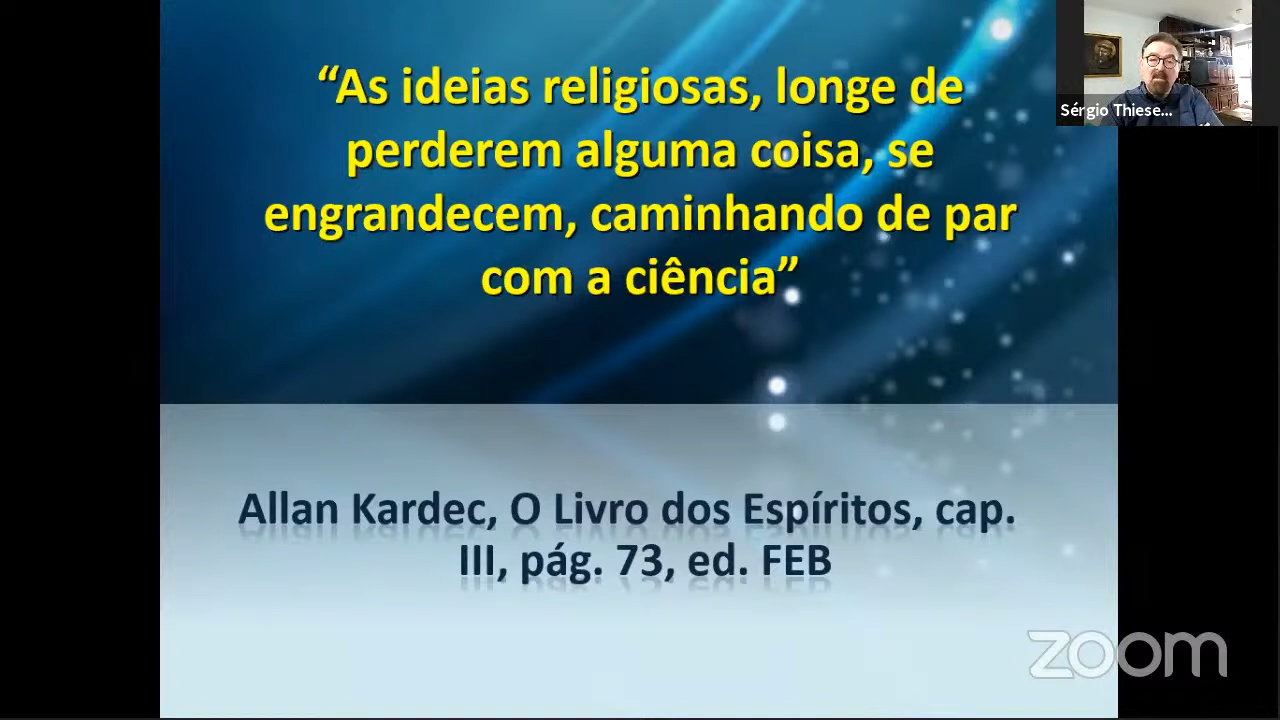 “As ideias religiosas, longe de
perderem alguma coisa, se
engrandecem, caminhando de par
com a ciência”
Sérgio Thiese...
Allan Kardec, O Livro dos Espíritos, cap.
III, pág. 73, ed. FEB
zoom